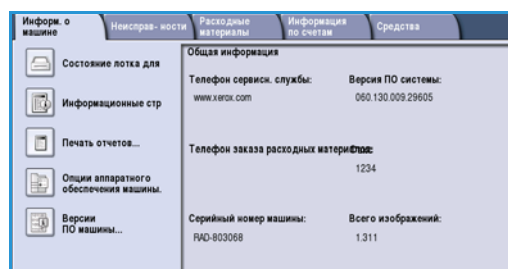 Информ. о машине
Неисправ- ности
Расходные материалы
Информация по счетам
Средства
Состояние лотка для
Информационные стр
Печать отчетов...
Опции аппаратного
обеспечения машины.
Версии
ПО машины...
Общая информация
Телефон сервисн. службы:
Версия ПО системы:
www.xerox.com
060.130.009.29605
Телефон заказа расходных материалов:
1234
Серийный номер машины:
Всего изображений:
RAD-803068
1.311